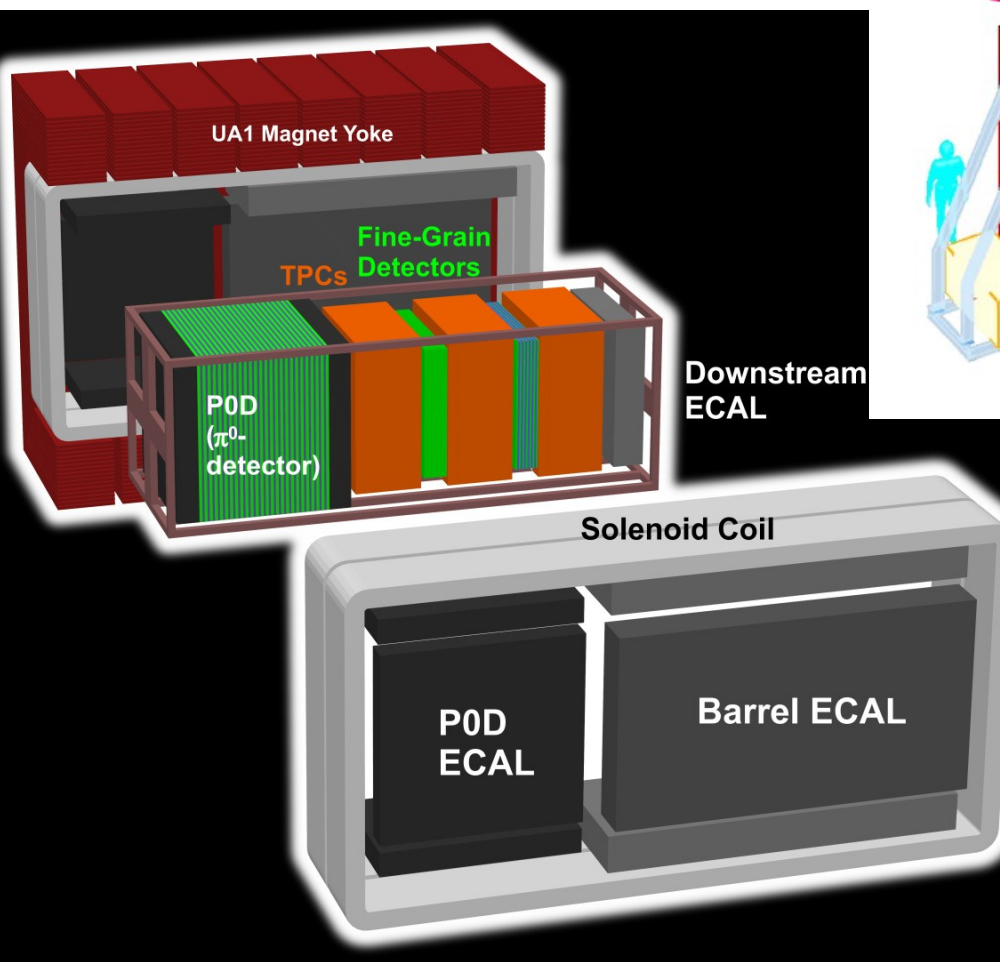 UA1 Magnet Yoke
Fine-Grain
Detectors
TPCs
P0D
(π⁰-
detector)
Downstream
ECAL
Solenoid Coil
P0D
ECAL
Barrel ECAL